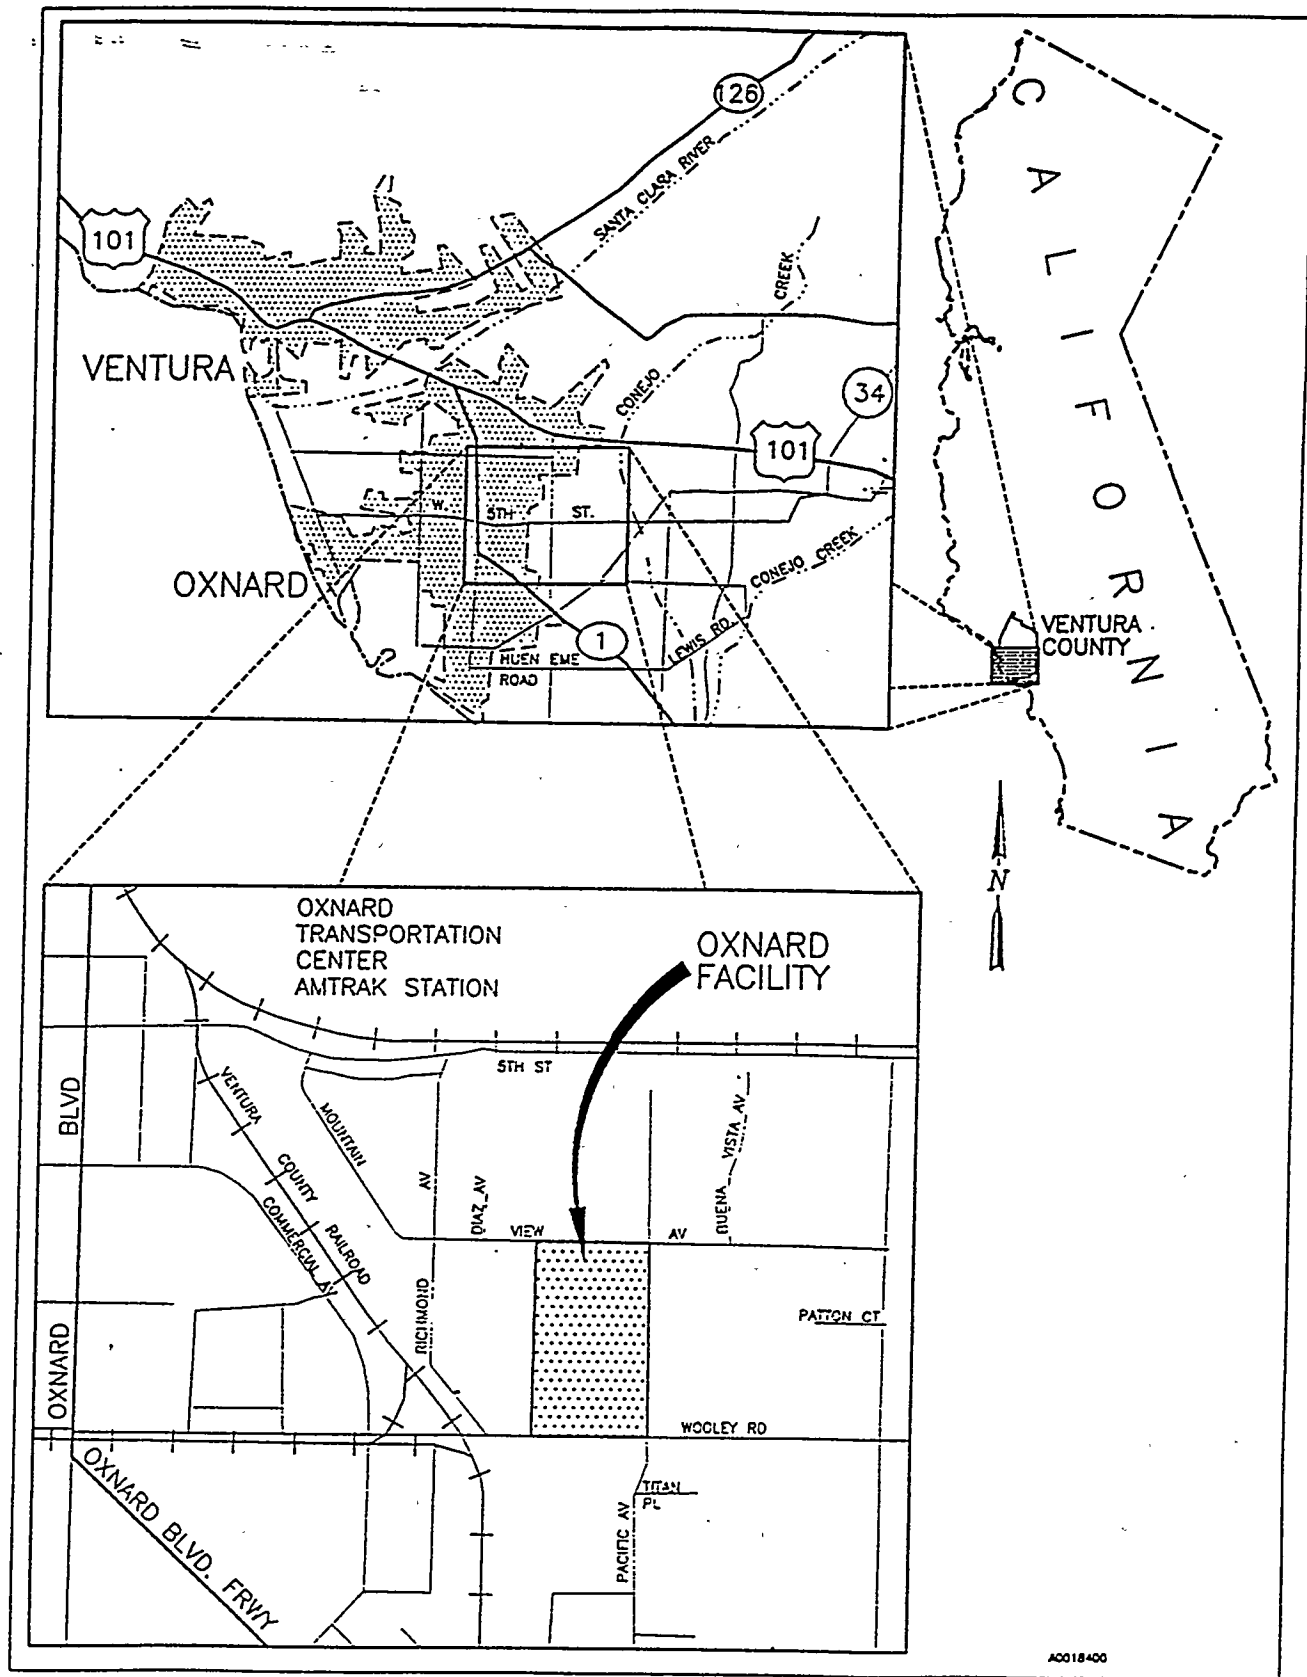 126
SANTA CLARA RIVER
101
CREEK
VENTURA
CONEJO
34
101
W. 5TH ST.
OXNARD
CONEJO CREEK
1
LEWIS RD
HUEN EME
ROAD
CALIFORNIA
VENTURA
COUNTY
N
OXNARD
TRANSPORTATION
CENTER
AMTRAK STATION
OXNARD
FACILITY
5TH ST
BLVD
VENTURA COUNTY RAILROAD
MOUNTAIN
AV
DIAZ AV
VIEW
AV
BUENA VISTA AV
COMMERCIAL AV
RICHMOND
PATTON CT
OXNARD
WOOLEY RD
OXNARD BLVD. FRWY
TITAN
PL
PACIFIC AV
A0018400